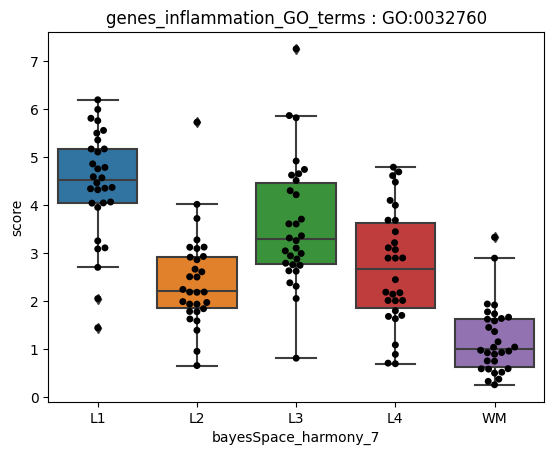 genes_inflammation_GO_terms : GO:0032760
7
6
5
4
3
2
1
0
score
L1 L2 L3 L4 WM
bayesSpace_harmony_7